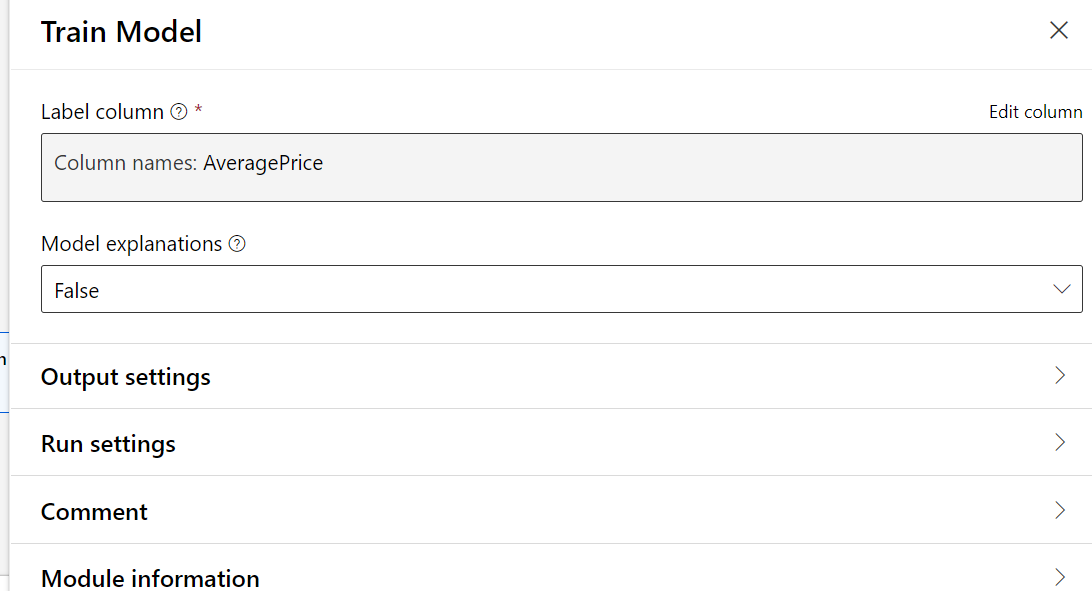 Train Model
Label column ? *
Edit column
Column names: AveragePrice
Model explanations ?
False
n
Output settings
Run settings
Comment
Module information